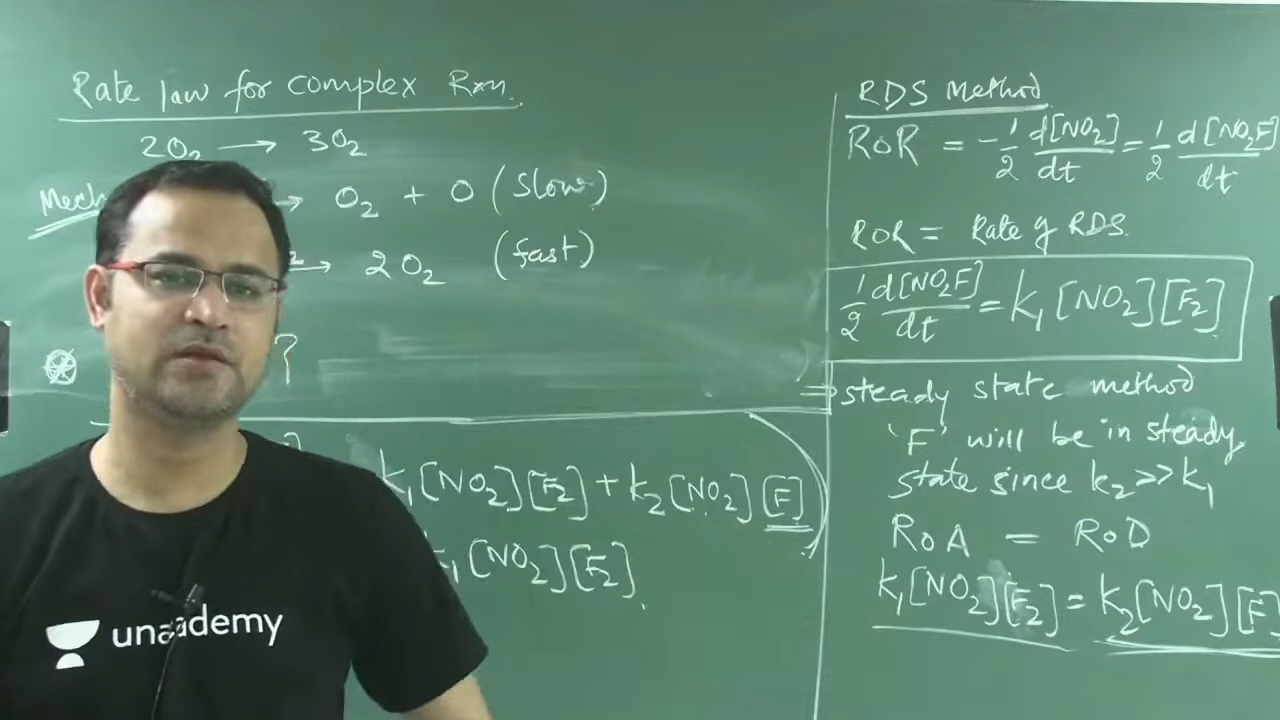 Rate law for complex Rxn.
2O₃ → 3O₂
Mech
→ O₂ + O (Slow)
→ 2O₂ (fast)
?
k₁[NO₂][F₂] + k₂[NO₂][F]
k₁[NO₂][F₂]
RDS Method
RoR = -1/2 d[NO₂]/dt = 1/2 d[NO₂F]/dt
ROR = Rate of RDS.
1/2 d[NO₂F]/dt = k₁[NO₂][F₂]
⇒ steady state method
'F' will be in steady
state since k₂ >> k₁
RoA = RoD
k₁[NO₂][F₂] = k₂[NO₂][F]
unacademy